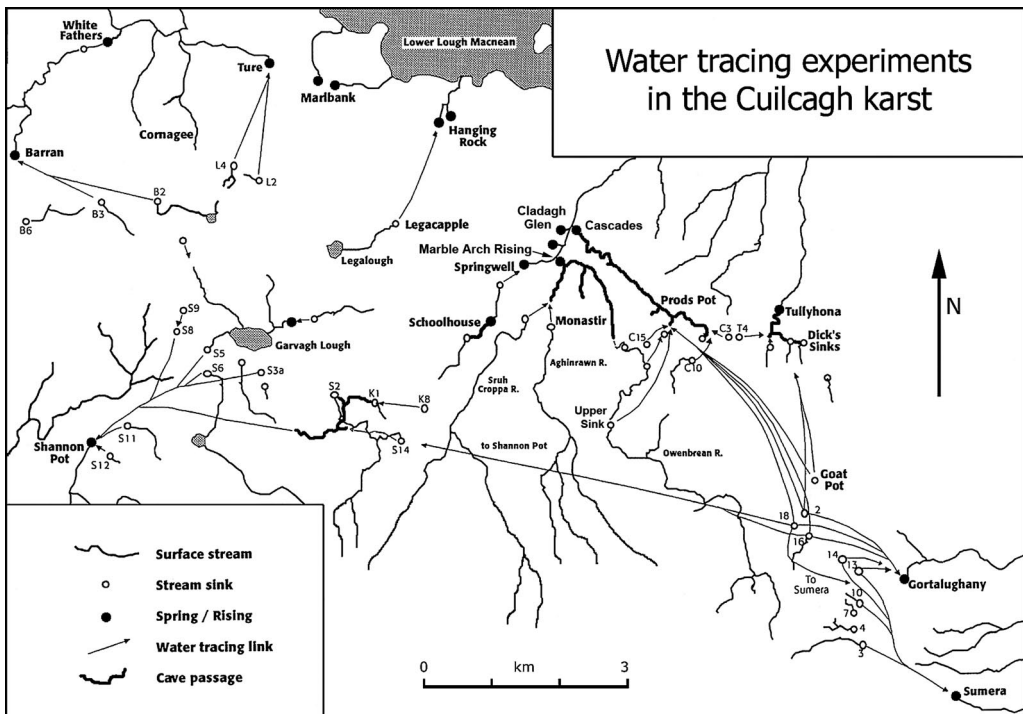 Water tracing experiments
in the Cuilcagh karst
White
Fathers
Lower Lough Macnean
Ture
Marlbank
Hanging
Rock
Cornagee
Barran
L4
L2
B2
B3
B6
Legacapple
Legalough
Cladagh
Glen
Cascades
Marble Arch Rising
Springwell
N
Prods Pot
Tullyhona
S9
S8
Schoolhouse
Monastir
C15
C3
T4
Dick's
Sinks
Garvagh Lough
S5
S6
S3a
Aghinrawn R.
C10
Sruh
Croppa R.
S2
K1
K8
Upper
Sink
Shannon
Pot
S11
S12
S14
to Shannon Pot
Owenbrean R.
Goat
Pot
2
18
16
14
13
Gortalughany
To
Sumera
10
7
4
3
Sumera
Surface stream
Stream sink
Spring / Rising
Water tracing link
Cave passage
0
km
3